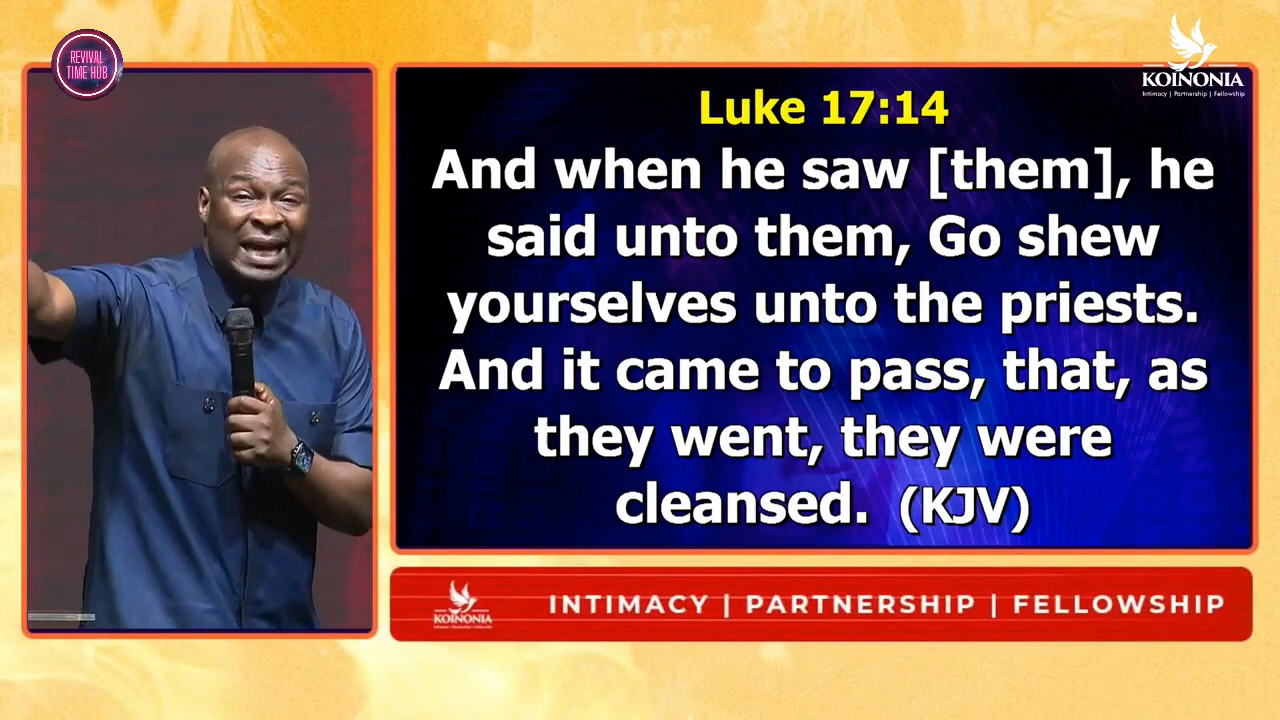 REVIVAL
TIME HUB
KOINONIA
Intimacy | Partnership | Fellowship
Luke 17:14
And when he saw [them], he
said unto them, Go shew
yourselves unto the priests.
And it came to pass, that, as
they went, they were
cleansed. (KJV)
KOINONIA
INTIMACY | PARTNERSHIP | FELLOWSHIP